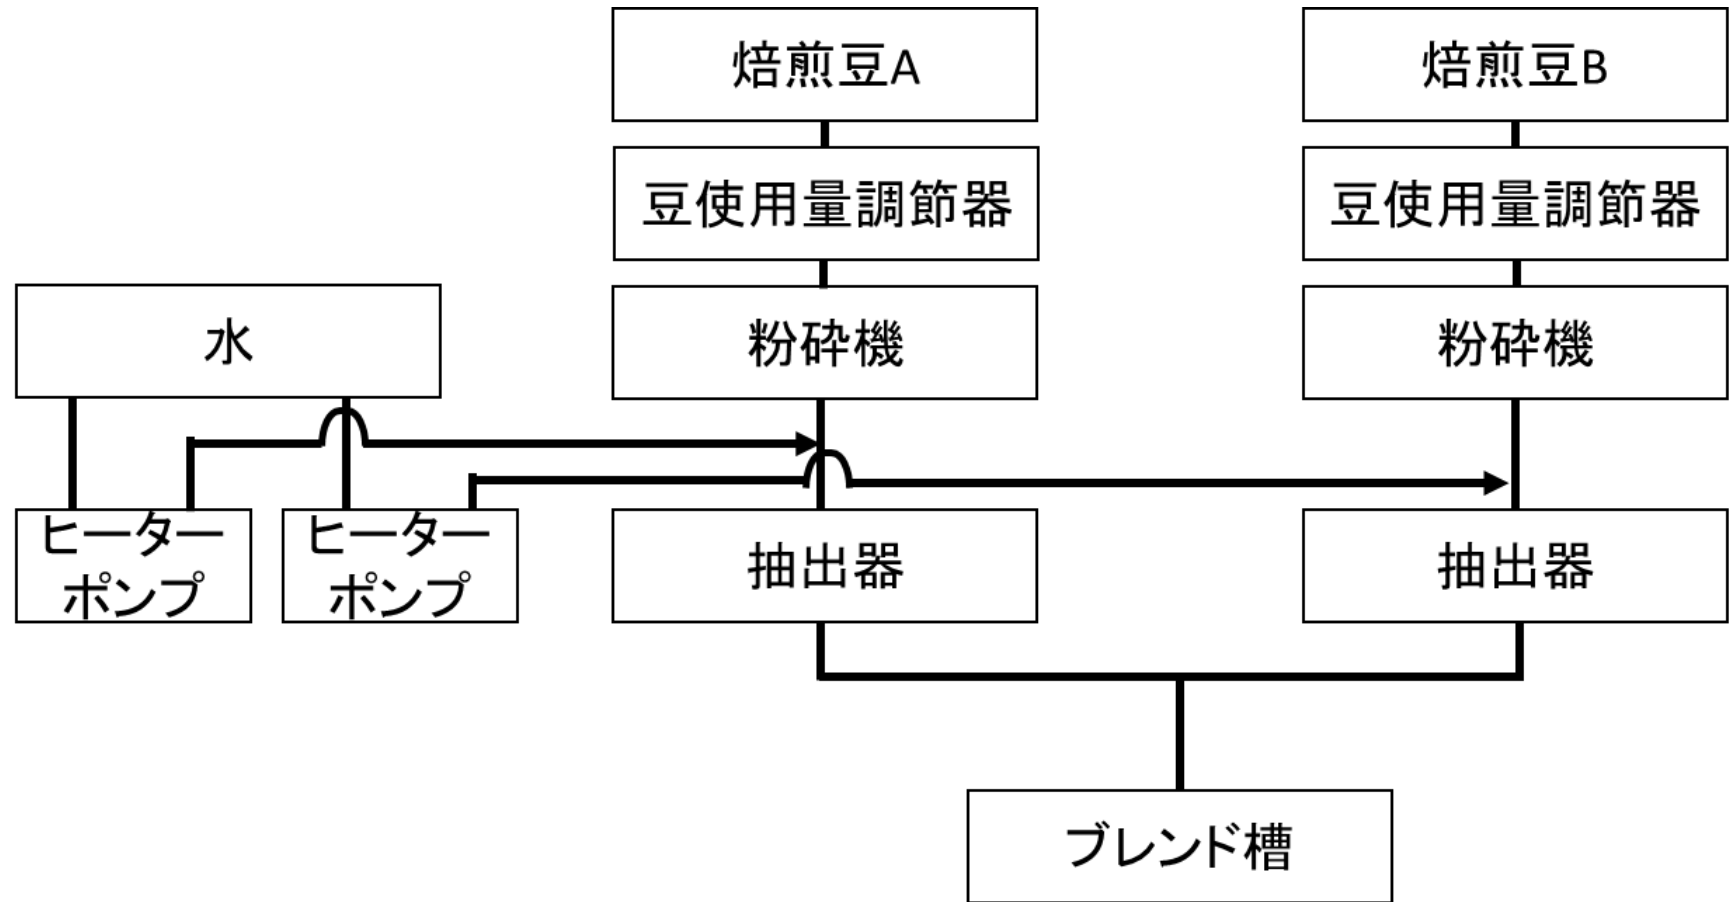 焙煎豆A
焙煎豆B
豆使用量調節器
豆使用量調節器
水
粉砕機
粉砕機
ヒーター
ポンプ
ヒーター
ポンプ
抽出器
抽出器
ブレンド槽